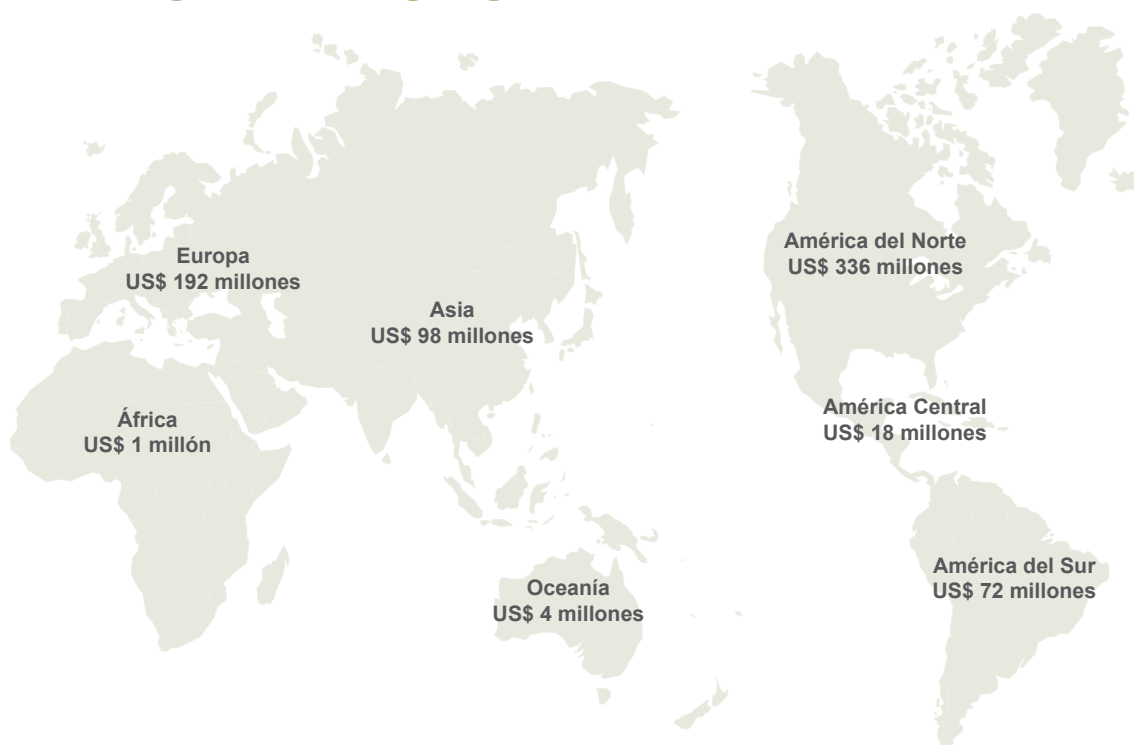 Europa
US$ 192 millones
Asia
US$ 98 millones
África
US$ 1 millón
Oceanía
US$ 4 millones
América del Norte
US$ 336 millones
América Central
US$ 18 millones
América del Sur
US$ 72 millones